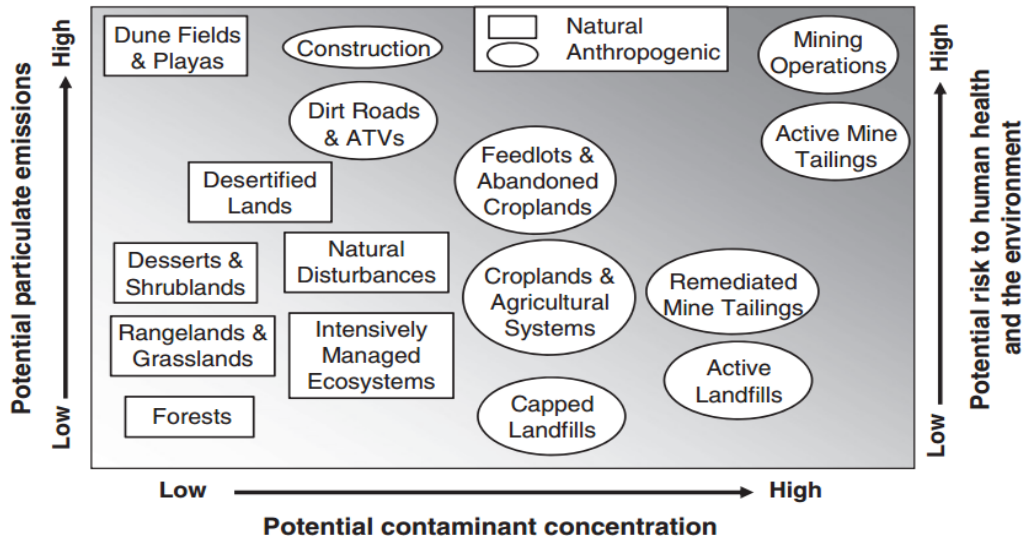 Dune Fields
& Playas
Construction
Natural
Anthropogenic
Mining
Operations
Dirt Roads
& ATVs
Active Mine
Tailings
Feedlots &
Abandoned
Croplands
Desertified
Lands
Desserts &
Shrublands
Natural
Disturbances
Croplands &
Agricultural
Systems
Remediated
Mine Tailings
Rangelands &
Grasslands
Intensively
Managed
Ecosystems
Active
Landfills
Forests
Capped
Landfills
Potential particulate emissions
Low
High
Potential risk to human health
and the environment
Low
High
Low
High
Potential contaminant concentration